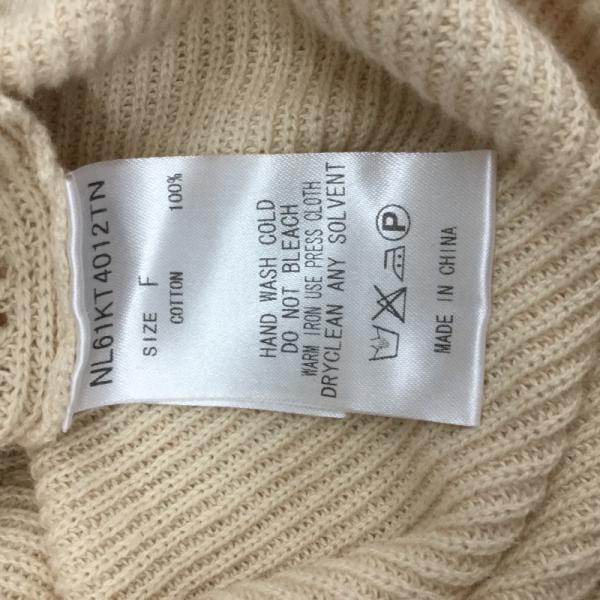 NL61KT4012TN
SIZE F
COTTON 100%
HAND WASH COLD
DO NOT BLEACH
WARM IRON USE PRESS CLOTH
DRYCLEAN ANY SOLVENT
P
MADE IN CHINA